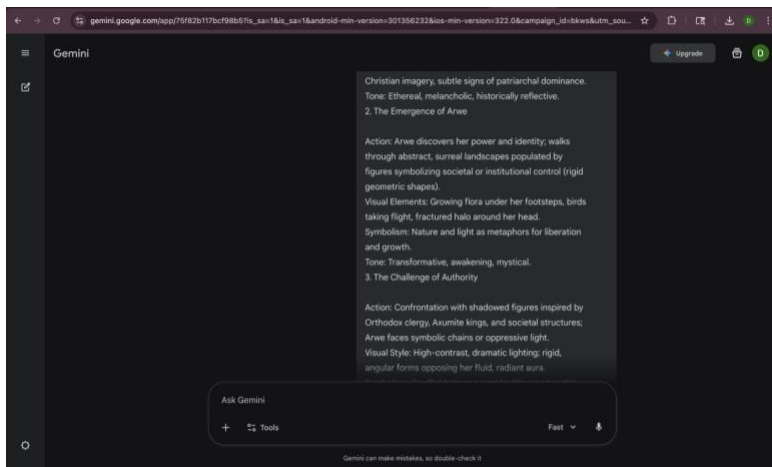 gemini.google.com/app/75f82b117bcf98b5?is_sa=1&is_sa=1&android-min-version=301356232&ios-min-version=322.0&campaign_id=bkws&utm_sou...
D
Gemini
Upgrade
D
Christian imagery, subtle signs of patriarchal dominance.
Tone: Ethereal, melancholic, historically reflective.
2. The Emergence of Arwe
Action: Arwe discovers her power and identity; walks
through abstract, surreal landscapes populated by
figures symbolizing societal or institutional control (rigid
geometric shapes).
Visual Elements: Growing flora under her footsteps, birds
taking flight, fractured halo around her head.
Symbolism: Nature and light as metaphors for liberation
and growth.
Tone: Transformative, awakening, mystical.
3. The Challenge of Authority
Action: Confrontation with shadowed figures inspired by
Orthodox clergy, Axumite kings, and societal structures;
Arwe faces symbolic chains or oppressive light.
Visual Style: High-contrast, dramatic lighting; rigid,
angular forms opposing her fluid, radiant aura.
Ask Gemini
Tools
Fast
Gemini can make mistakes, so double-check it